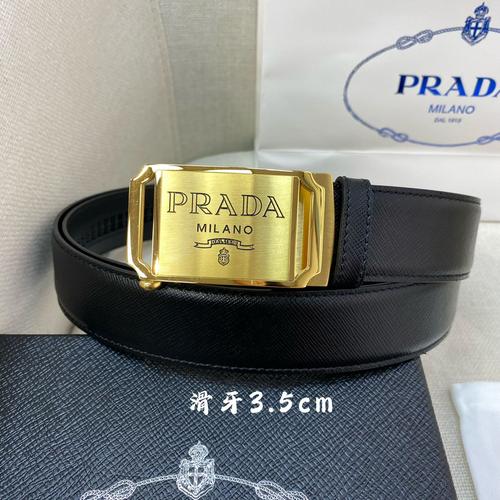 PRADA
MILANO
DAL 1913
PRADA
MILANO
滑牙3.5cm